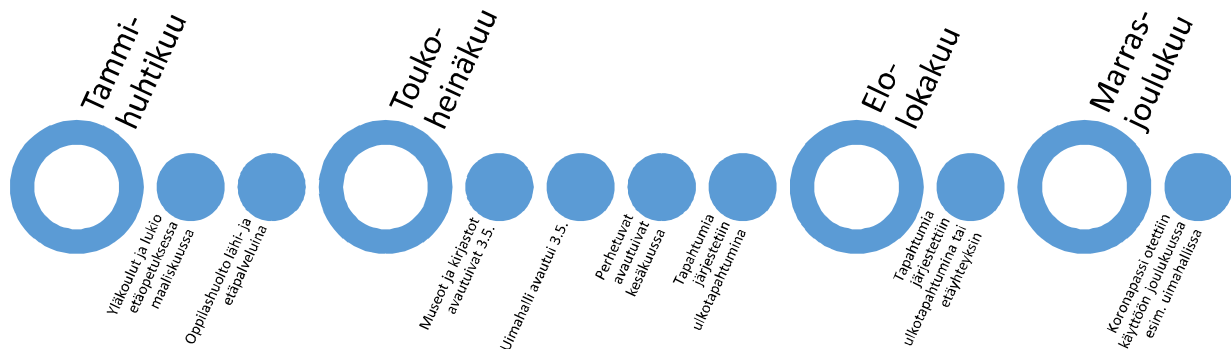 Tammi-
huhtikuu
Yläkoulut ja lukio
etäopetuksessa
maaliskuussa
Oppilashuolto lähi- ja
etäpalveluina
Touko-
heinäkuu
Museot ja kirjastot
avautuivat 3.5.
Uimahalli avautui 3.5.
Perhetuvat
avautuivat
kesäkuussa
Tapahtumia
järjestetiin
ulkotapahtumina
Elo-
lokakuu
Tapahtumia
järjestettiin
ulkotapahtumina tai
etäyhteyksin
Marras-
joulukuu
Koronapassi otettiin
käyttöön joulukuussa
esim. uimahallissa